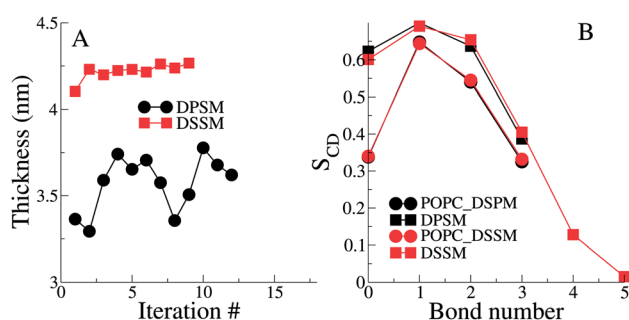 A
4.5
4
3.5
3
Thickness (nm)
DPSM
DSSM
0
5
10
15
Iteration #
B
0.6
0.5
0.4
0.3
0.2
0.1
0
S_CD
POPC_DSPM
DPSM
POPC_DSSM
DSSM
0
1
2
3
4
5
Bond number